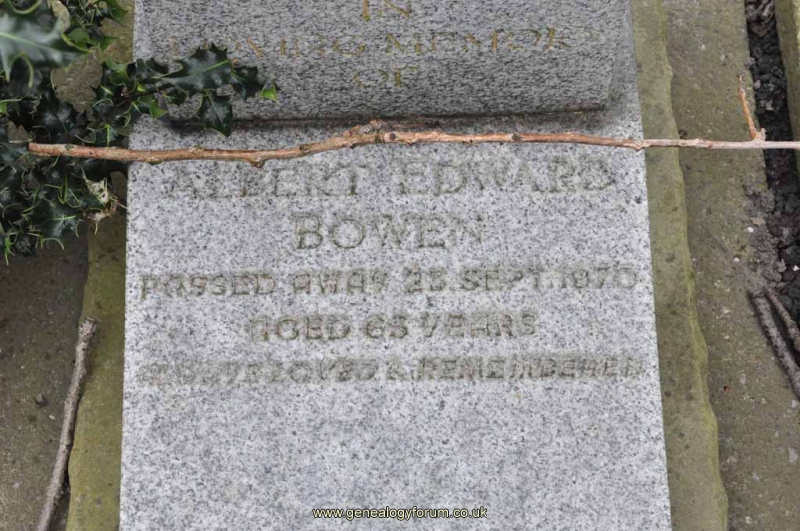 IN
LOVING MEMORY
OF
ALBERT EDWARD
BOWEN
PASSED AWAY 23 SEPT. 1970
AGED 63 YEARS
ALWAYS LOVED & REMEMBERED
www.genealogyforum.co.uk